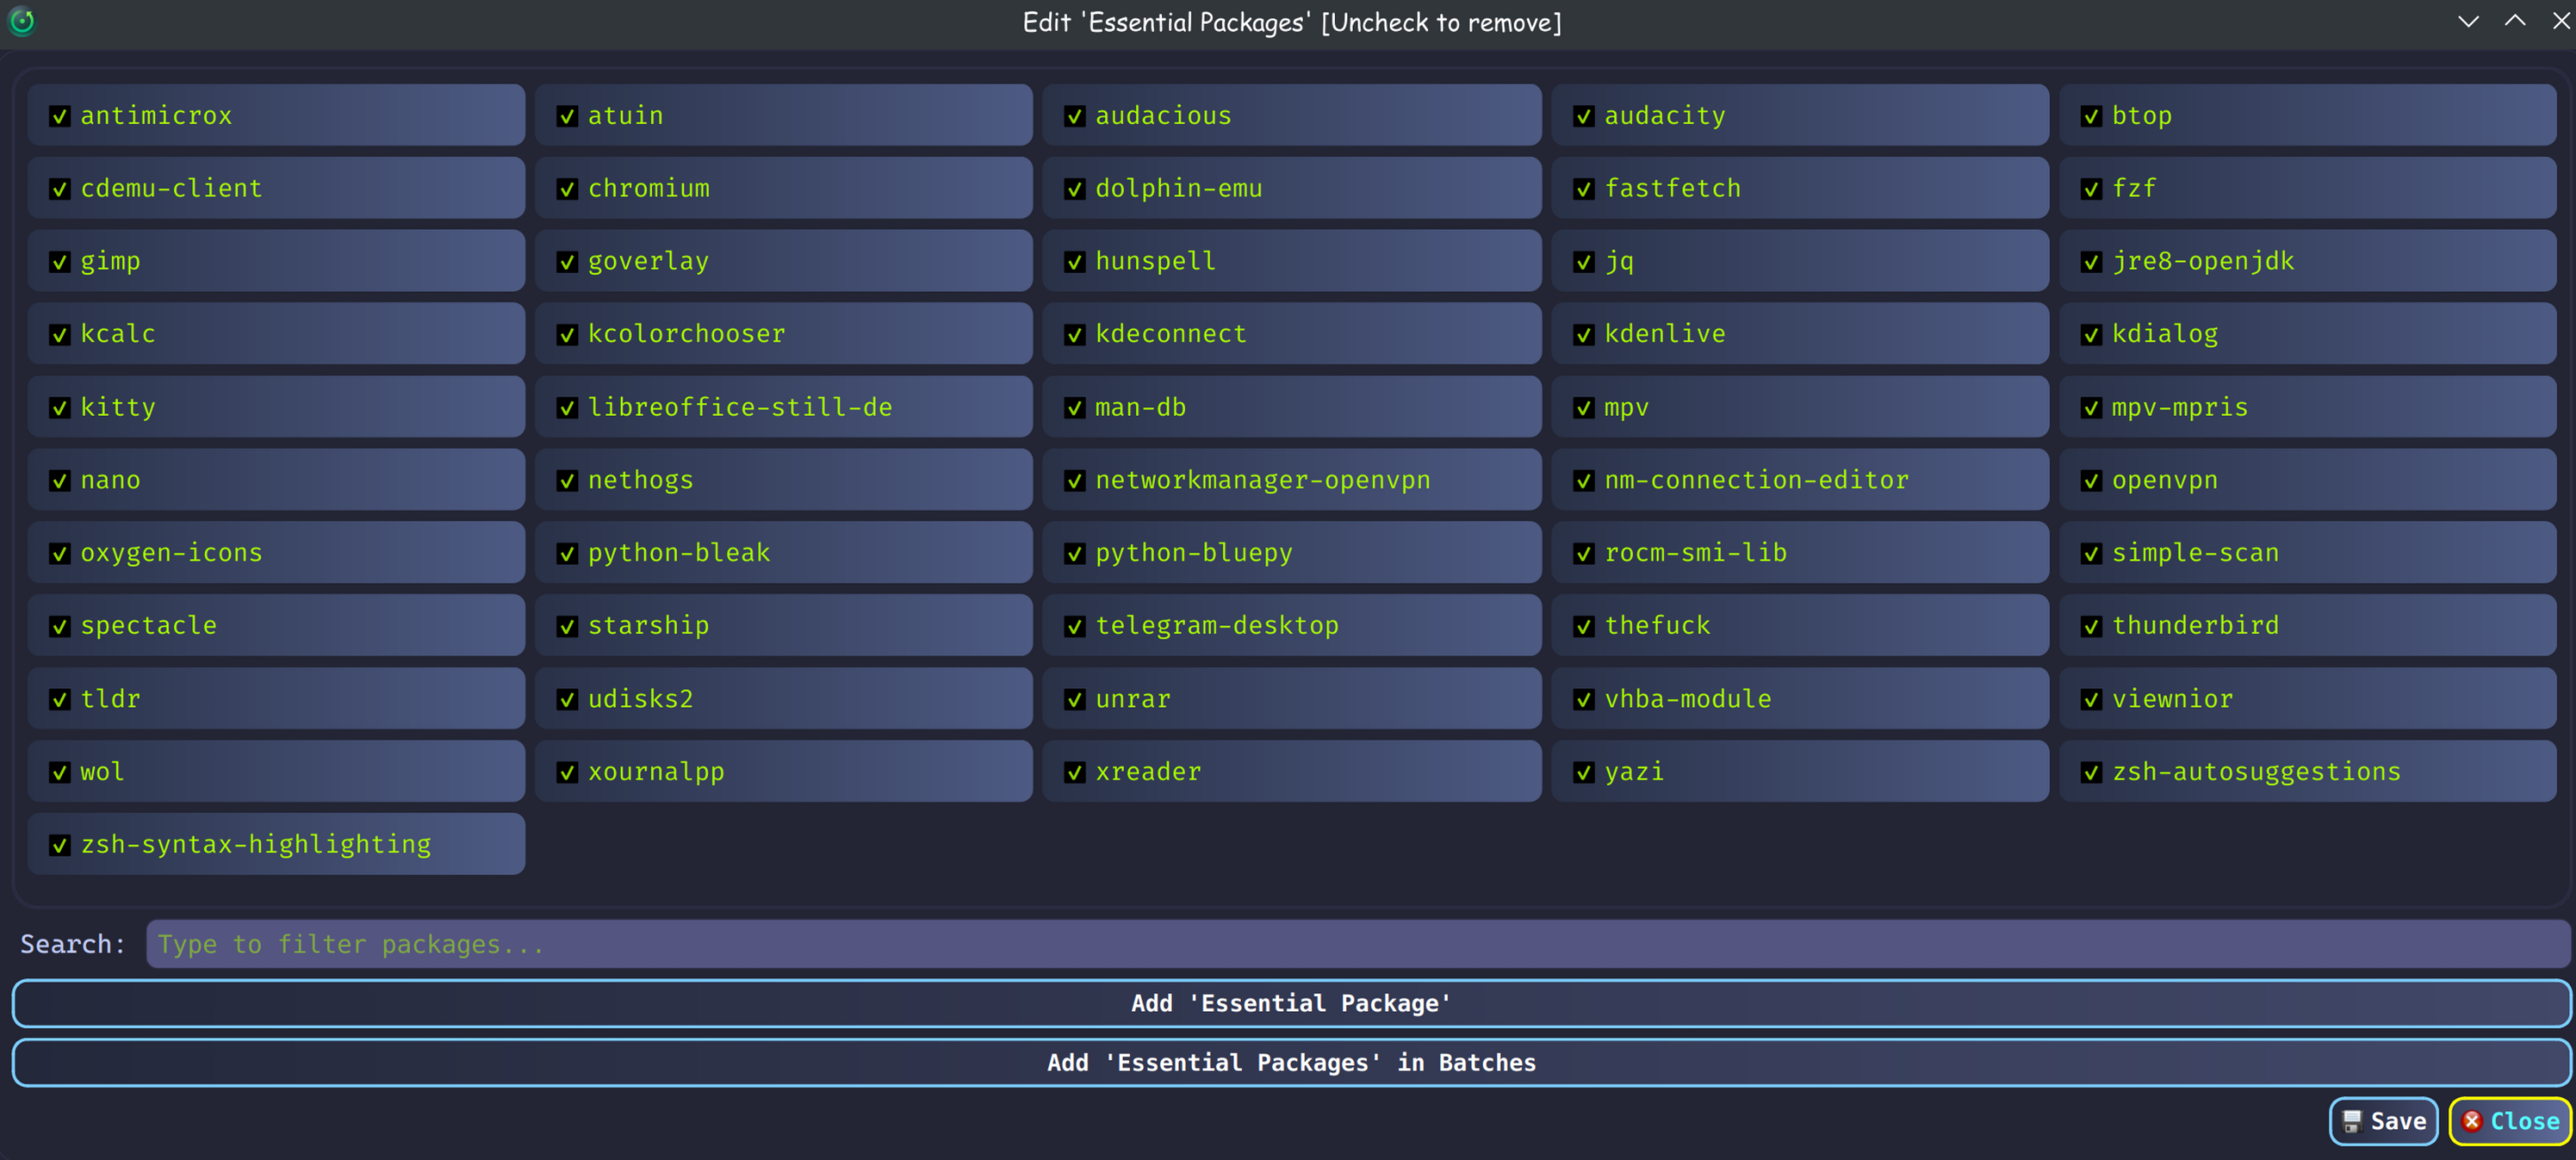 Edit 'Essential Packages' [Uncheck to remove]
antimicrox atuin audacious audacity btop
cdemu-client chromium dolphin-emu fastfetch fzf
gimp goverlay hunspell jq jre8-openjdk
kcalc kcolorchooser kdeconnect kdenlive kdialog
kitty libreoffice-still-de man-db mpv mpv-mpris
nano nethogs networkmanager-openvpn nm-connection-editor openvpn
oxygen-icons python-bleak python-bluepy rocm-smi-lib simple-scan
spectacle starship telegram-desktop thefuck thunderbird
tldr udisks2 unrar vhba-module viewnior
wol xournalpp xreader yazi zsh-autosuggestions
zsh-syntax-highlighting
Search: Type to filter packages...
Add 'Essential Package'
Add 'Essential Packages' in Batches
Save Close